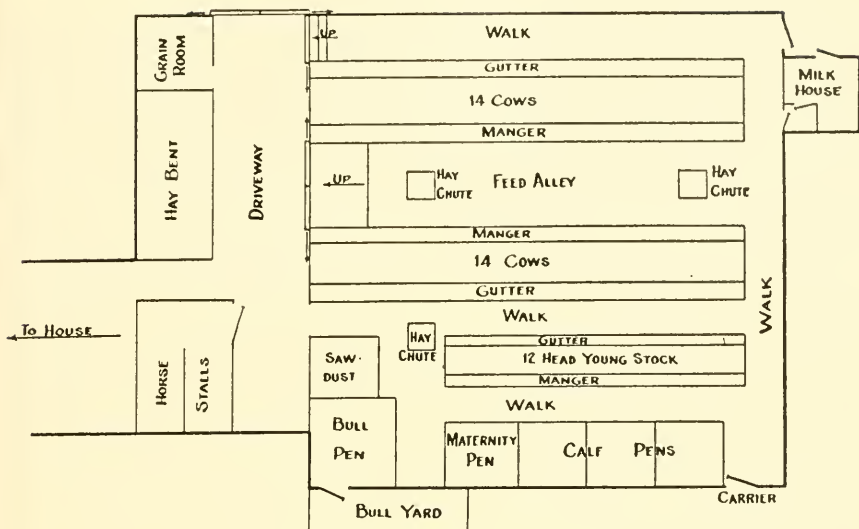 GRAIN
ROOM
UP
WALK
GUTTER
14 COWS
MANGER
MILK
HOUSE
HAY BENT
DRIVEWAY
UP
HAY
CHUTE
FEED ALLEY
HAY
CHUTE
MANGER
14 COWS
GUTTER
WALK
WALK
TO HOUSE
HORSE
STALLS
SAW-
DUST
HAY
CHUTE
GUTTER
12 HEAD YOUNG STOCK
MANGER
WALK
BULL
PEN
MATERNITY
PEN
CALF PENS
CARRIER
BULL YARD